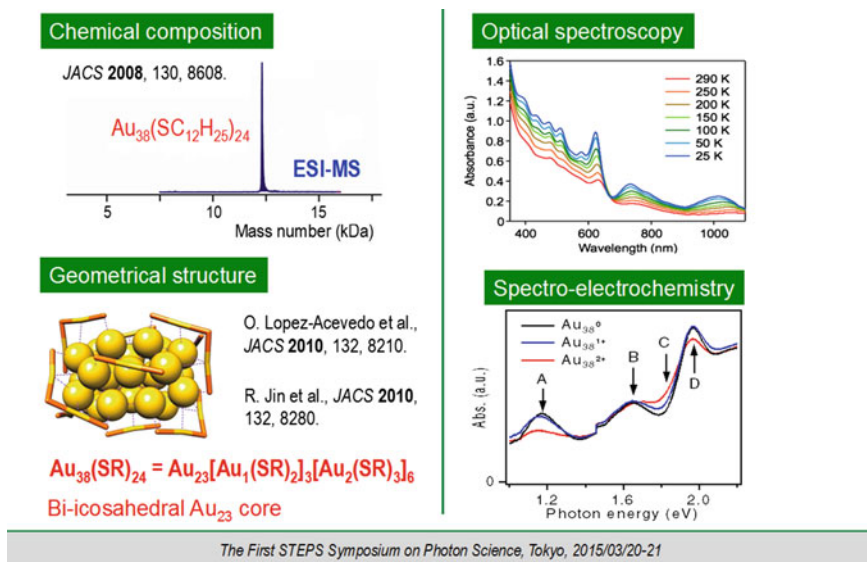 Chemical composition
JACS 2008, 130, 8608.
Au38(SC12H25)24
ESI-MS
5 10 15
Mass number (kDa)
Geometrical structure
O. Lopez-Acevedo et al.,
JACS 2010, 132, 8210.
R. Jin et al., JACS 2010,
132, 8280.
Au38(SR)24 = Au23[Au1(SR)2]3[Au2(SR)3]6
Bi-icosahedral Au23 core
Optical spectroscopy
Absorbance (a.u.)
1.6
1.4
1.2
1.0
0.8
0.6
0.4
0.2
0
290 K
250 K
200 K
150 K
100 K
50 K
25 K
400 600 800 1000
Wavelength (nm)
Spectro-electrochemistry
Abs. (a.u.)
Au38⁰
Au38¹⁺
Au38²⁺
A
B
C
D
0
1.2 1.6 2.0
Photon energy (eV)
The First STEPS Symposium on Photon Science, Tokyo, 2015/03/20-21